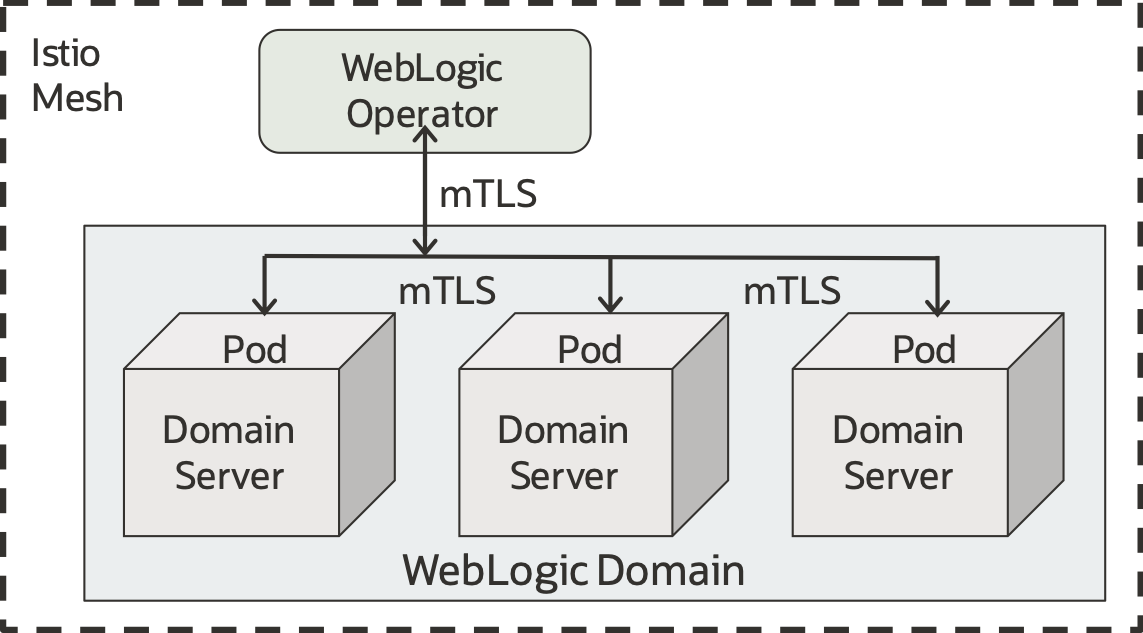 Istio
Mesh
WebLogic
Operator
mTLS
mTLS
mTLS
Pod
Pod
Pod
Domain
Server
Domain
Server
Domain
Server
WebLogic Domain